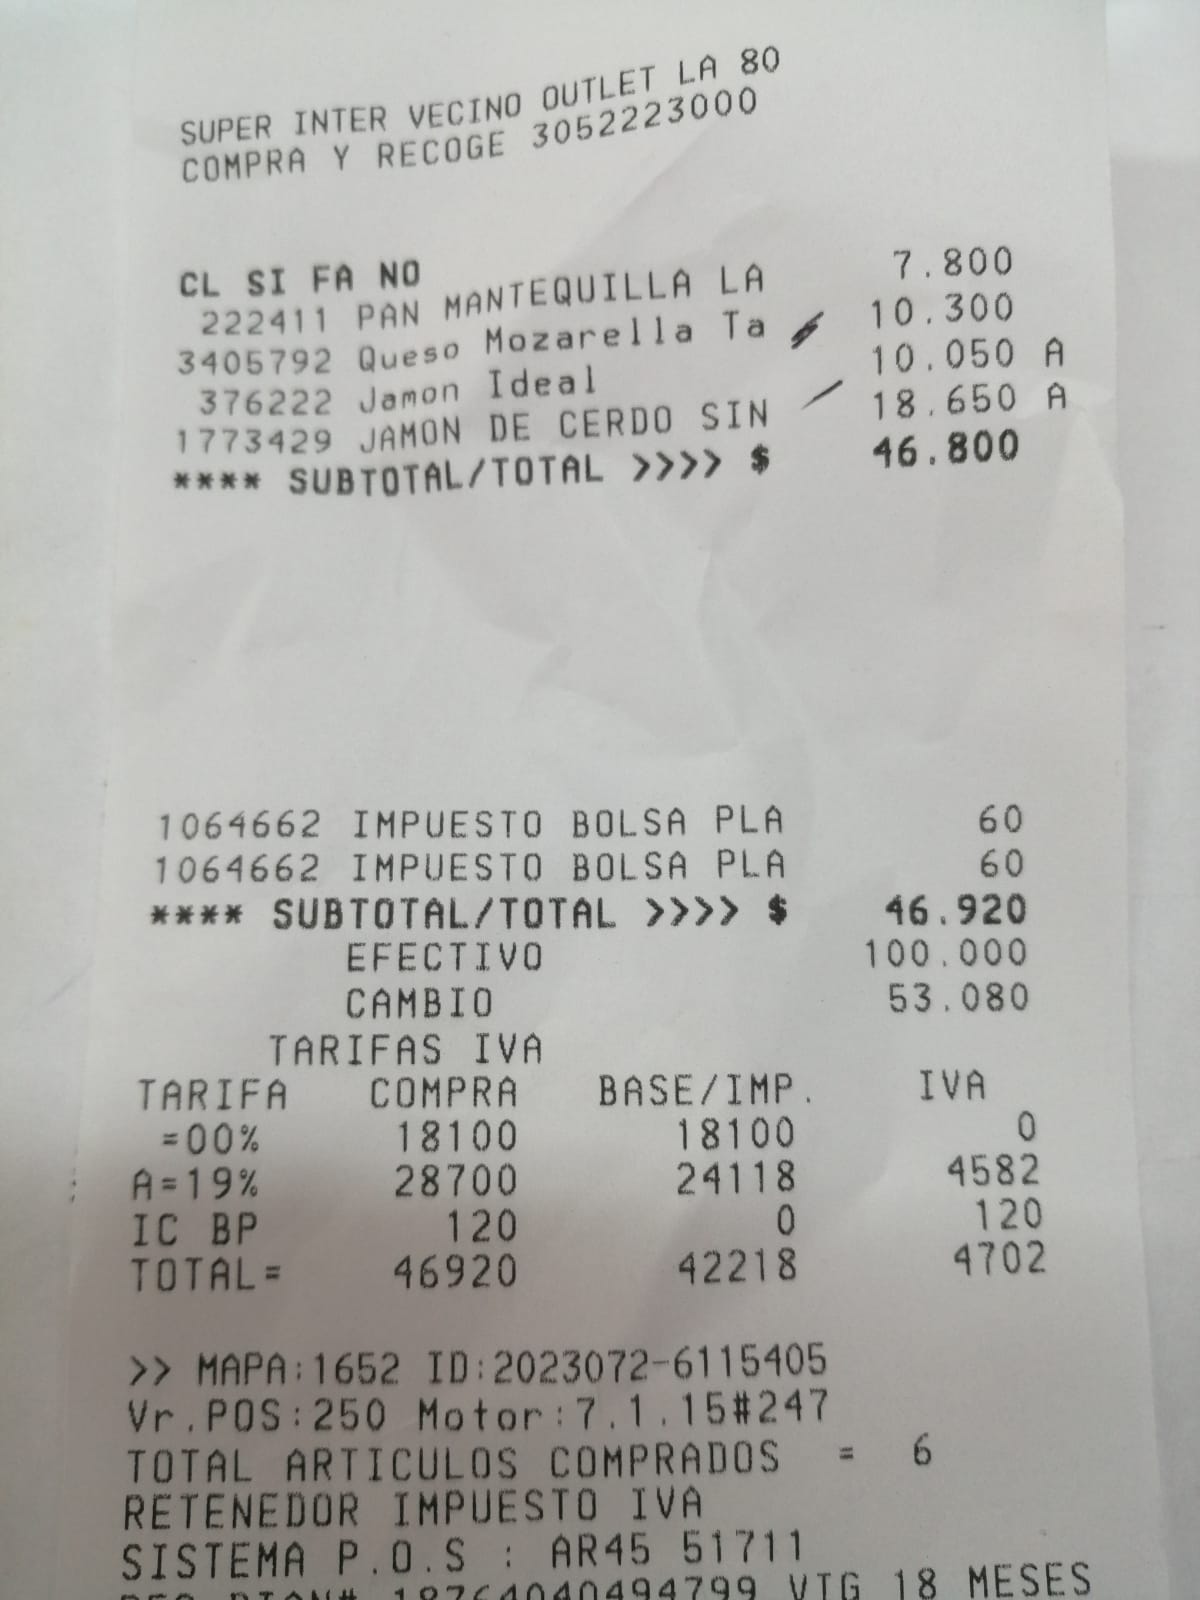 SUPER INTER VECINO OUTLET LA 80
COMPRA Y RECOGE 3052223000
CL SI FA NO
222411 PAN MANTEQUILLA LA 7.800
3405792 Queso Mozarella Ta 10.300
376222 Jamon Ideal 10.050 A
1773429 JAMON DE CERDO SIN 18.650 A
**** SUBTOTAL/TOTAL >>>> $ 46.800
1064662 IMPUESTO BOLSA PLA 60
1064662 IMPUESTO BOLSA PLA 60
**** SUBTOTAL/TOTAL >>>> $ 46.920
EFECTIVO 100.000
CAMBIO 53.080
TARIFAS IVA
TARIFA COMPRA BASE/IMP. IVA
=00% 18100 18100 0
A=19% 28700 24118 4582
IC BP 120 0 120
TOTAL= 46920 42218 4702
>> MAPA:1652 ID:2023072-6115405
Vr.POS:250 Motor:7.1.15#247
TOTAL ARTICULOS COMPRADOS = 6
RETENEDOR IMPUESTO IVA
SISTEMA P.O.S : AR45 51711
18764040494799 VIG 18 MESES